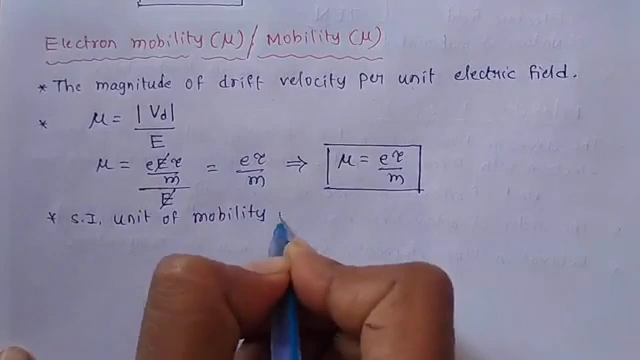 Electron mobility (μ) / Mobility (μ)
* The magnitude of drift velocity per unit electric field.
* μ = |Vd| / E
μ = (eEτ/m) / E = eτ/m ⇒ μ = eτ/m
* S.I. unit of mobility